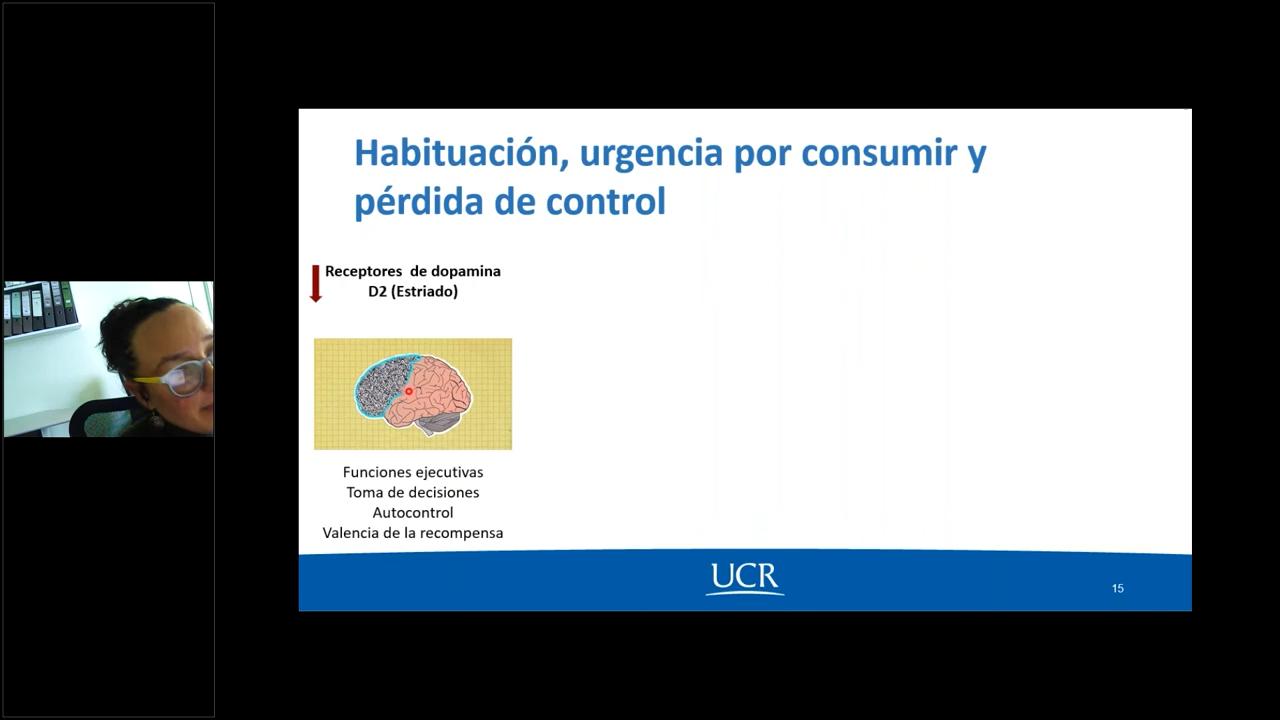 Habituación, urgencia por consumir y
pérdida de control
Receptores de dopamina
D2 (Estriado)
Funciones ejecutivas
Toma de decisiones
Autocontrol
Valencia de la recompensa
UCR
15